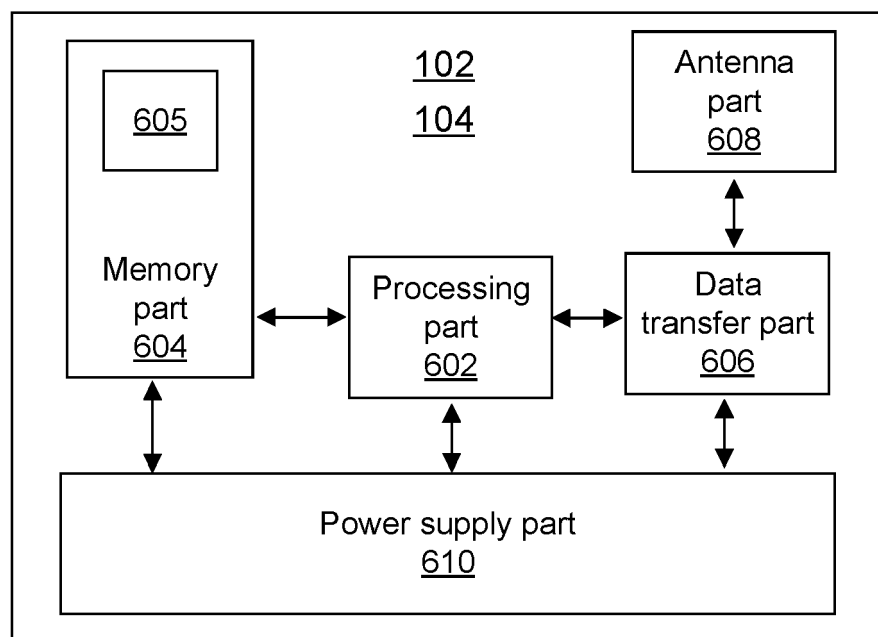 102
104
605
Memory
part
604
Processing
part
602
Antenna
part
608
Data
transfer part
606
Power supply part
610